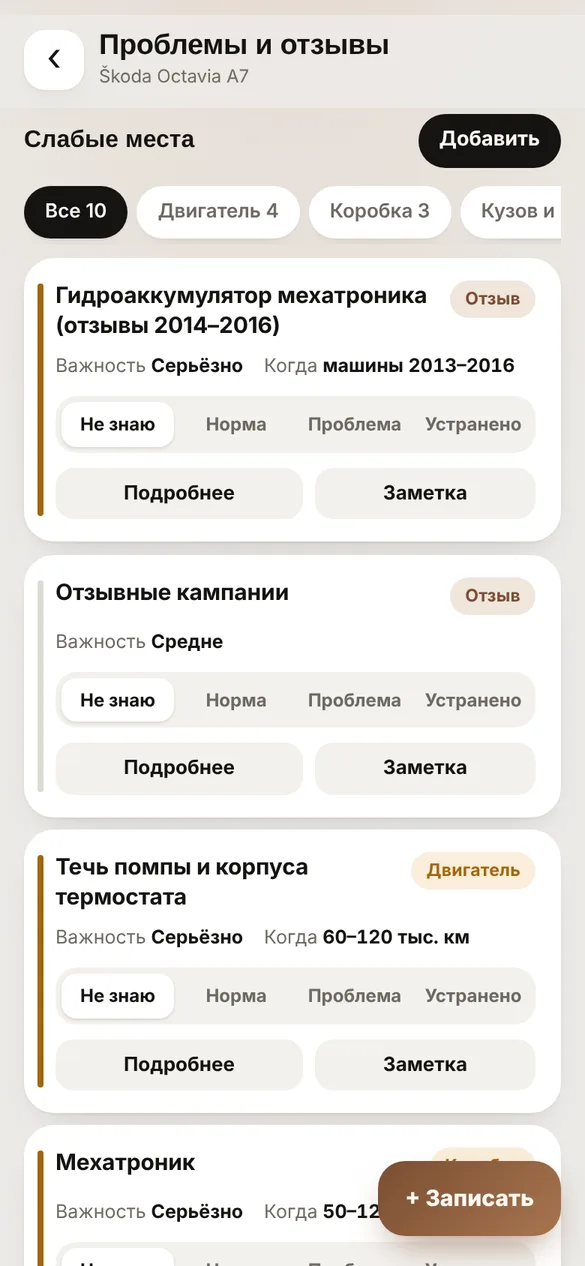 Проблемы и отзывы
Škoda Octavia A7
Слабые места
Добавить
Все 10
Двигатель 4
Коробка 3
Кузов и
Гидроаккумулятор мехатроника
(отзывы 2014–2016)
Отзыв
Важность Серьёзно Когда машины 2013–2016
Не знаю Норма Проблема Устранено
Подробнее Заметка
Отзывные кампании
Отзыв
Важность Средне
Не знаю Норма Проблема Устранено
Подробнее Заметка
Течь помпы и корпуса
термостата
Двигатель
Важность Серьёзно Когда 60–120 тыс. км
Не знаю Норма Проблема Устранено
Подробнее Заметка
Мехатроник
Важность Серьёзно Когда 50–12
+ Записать